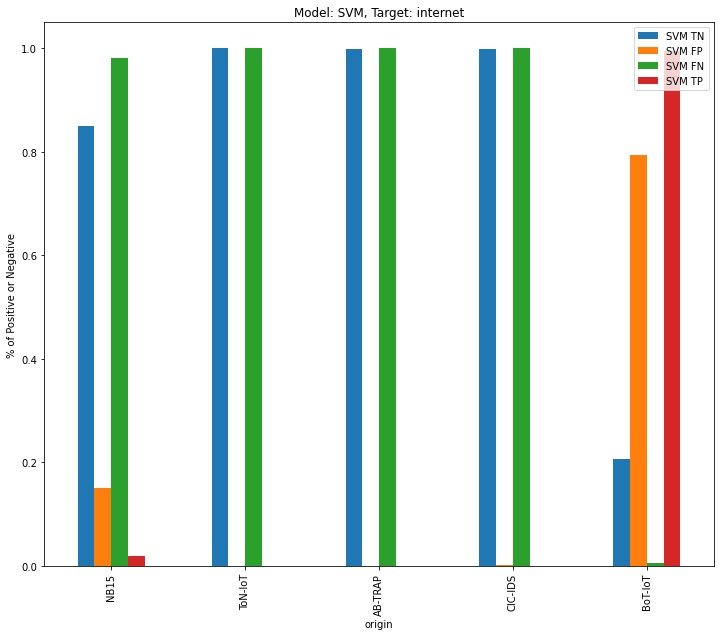 Model: SVM, Target: internet
SVM TN
SVM FP
SVM FN
SVM TP
% of Positive or Negative
1.0
0.8
0.6
0.4
0.2
0.0
NB15
ToN-IoT
AB-TRAP
CIC-IDS
BoT-IoT
origin